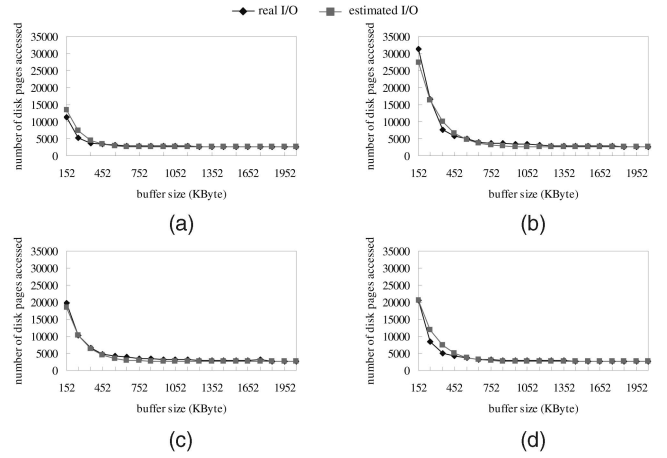 real I/O estimated I/O
number of disk pages accessed
35000
30000
25000
20000
15000
10000
5000
0
152 452 752 1052 1352 1652 1952
buffer size (KByte)
(a)
number of disk pages accessed
35000
30000
25000
20000
15000
10000
5000
0
152 452 752 1052 1352 1652 1952
buffer size (KByte)
(b)
number of disk pages accessed
35000
30000
25000
20000
15000
10000
5000
0
152 452 752 1052 1352 1652 1952
buffer size (KByte)
(c)
number of disk pages accessed
35000
30000
25000
20000
15000
10000
5000
0
152 452 752 1052 1352 1652 1952
buffer size (KByte)
(d)